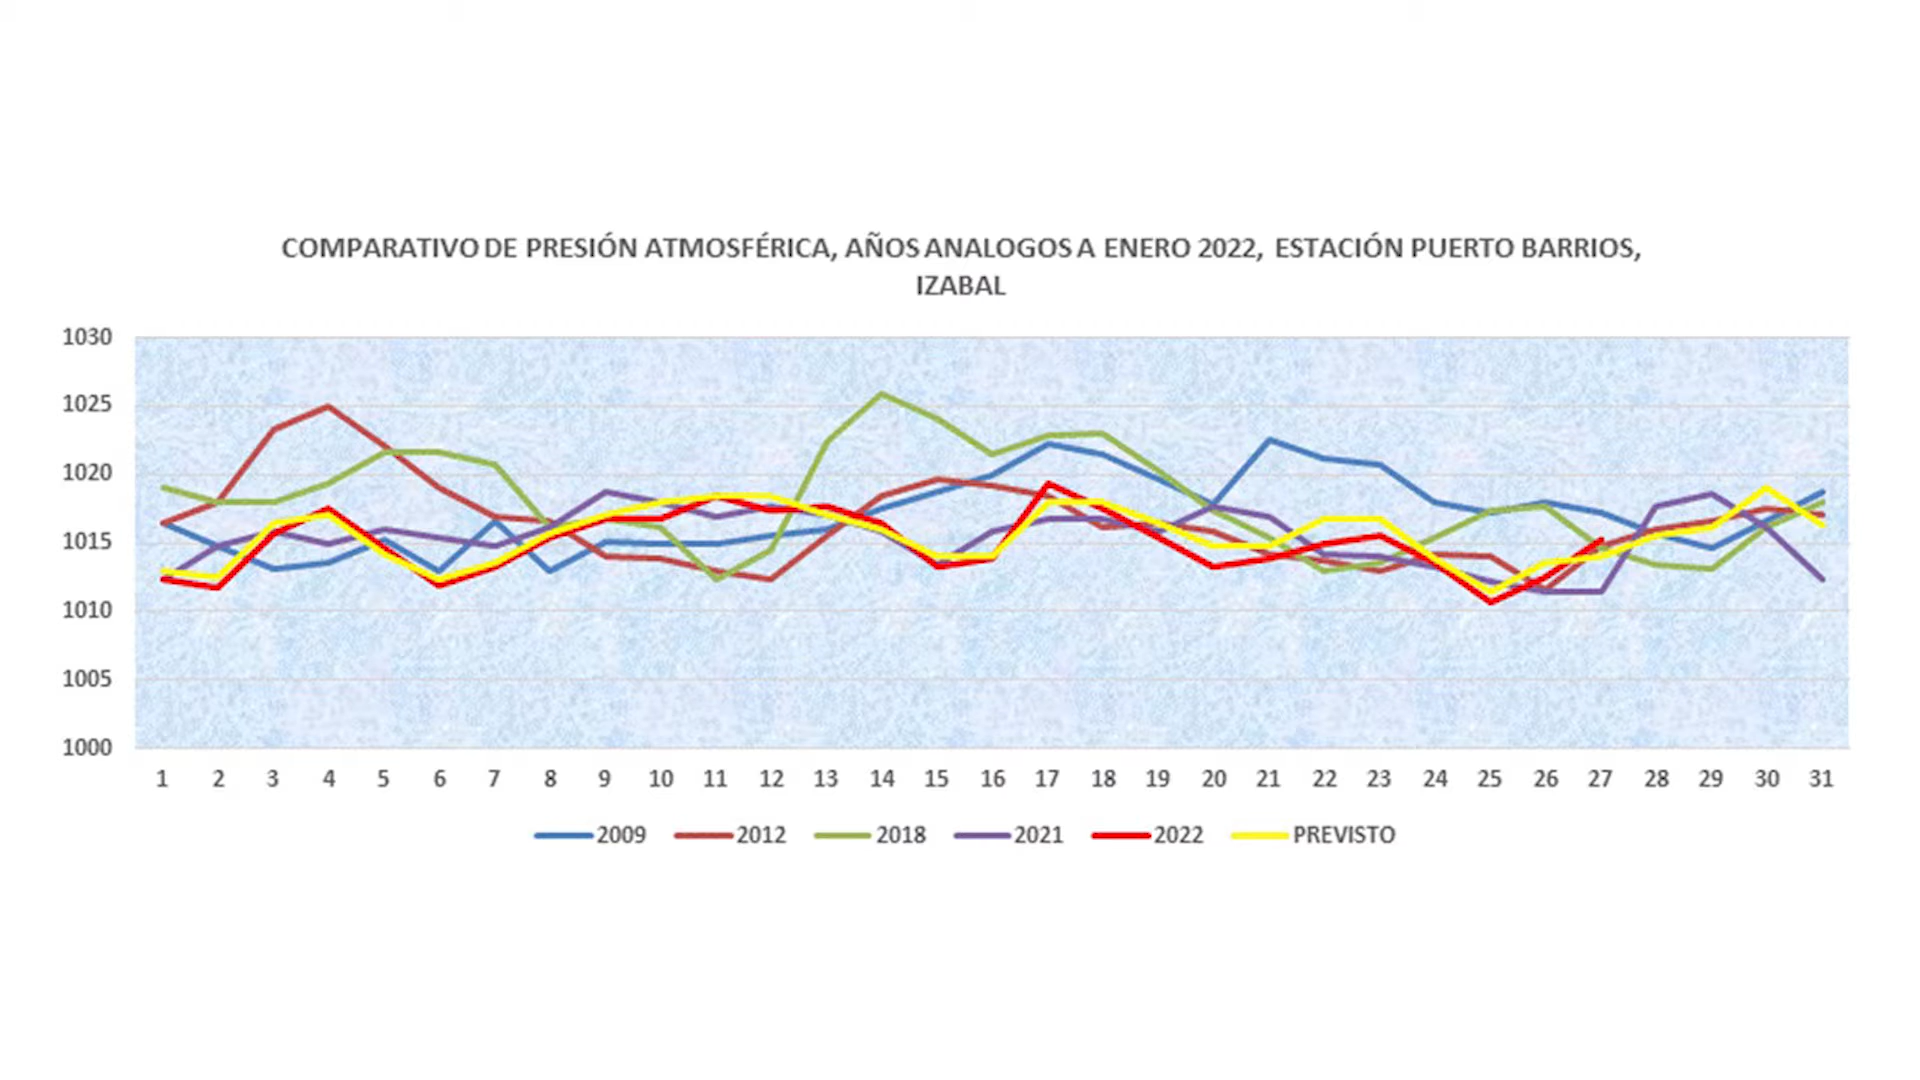 COMPARATIVO DE PRESIÓN ATMOSFÉRICA, AÑOS ANALOGOS A ENERO 2022, ESTACIÓN PUERTO BARRIOS,
IZABAL
1030
1025
1020
1015
1010
1005
1000
1 2 3 4 5 6 7 8 9 10 11 12 13 14 15 16 17 18 19 20 21 22 23 24 25 26 27 28 29 30 31
2009 2012 2018 2021 2022 PREVISTO